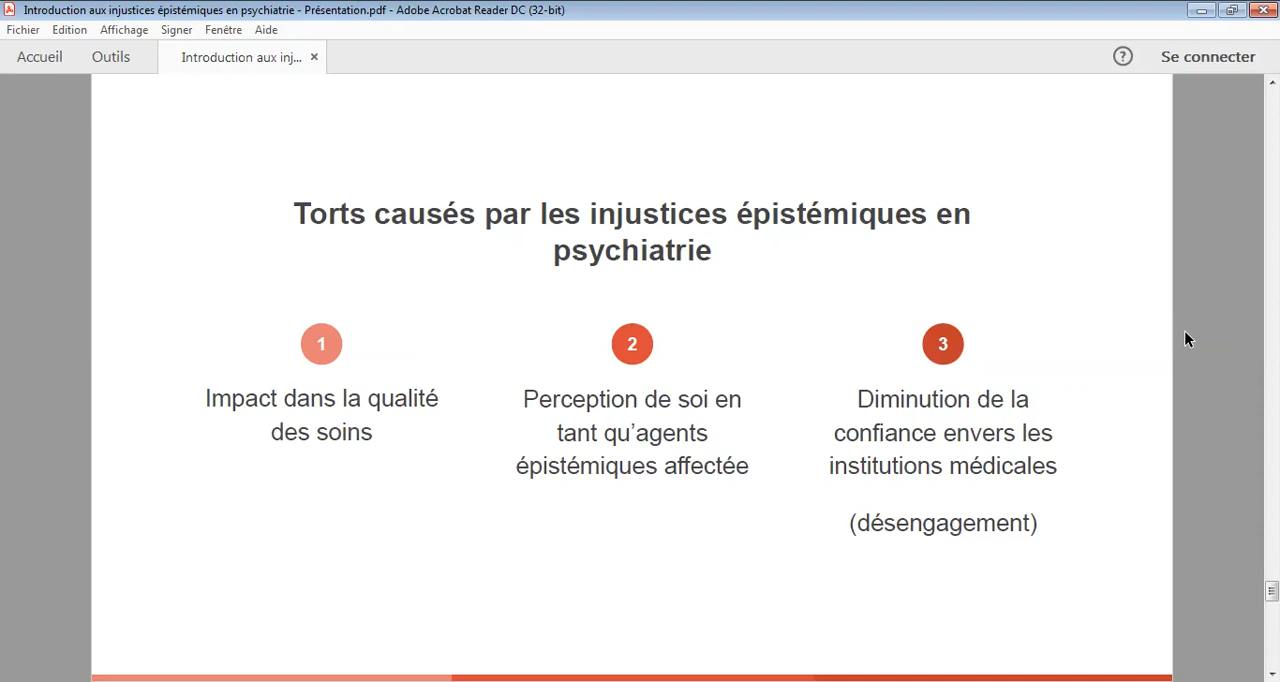 Introduction aux injustices épistémiques en psychiatrie - Présentation.pdf - Adobe Acrobat Reader DC (32-bit)
Fichier Edition Affichage Signer Fenêtre Aide
Accueil Outils Introduction aux inj... × ? Se connecter
Torts causés par les injustices épistémiques en
psychiatrie
1
Impact dans la qualité
des soins
2
Perception de soi en
tant qu’agents
épistémiques affectée
3
Diminution de la
confiance envers les
institutions médicales
(désengagement)